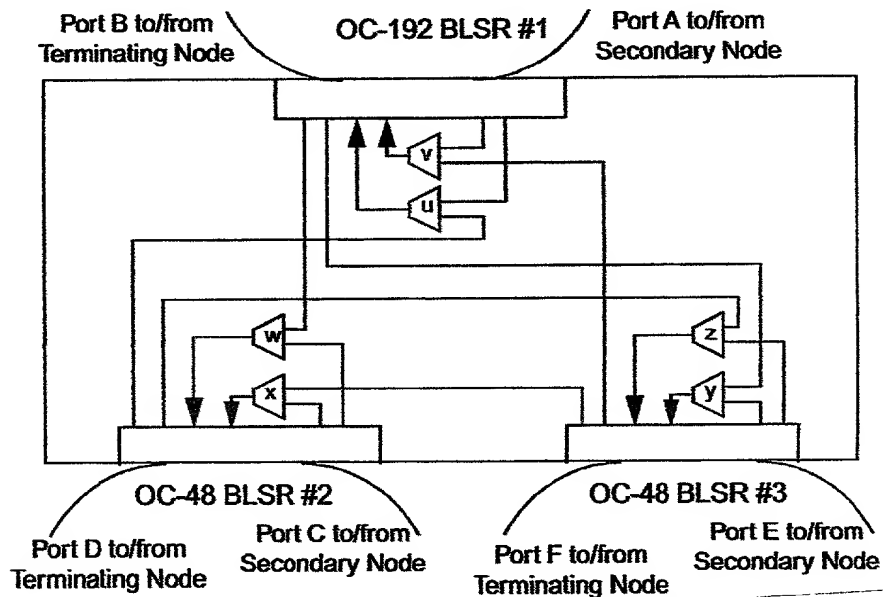 Port B to/from
Terminating Node
OC-192 BLSR #1
Port A to/from
Secondary Node
v
u
w
x
z
y
OC-48 BLSR #2
OC-48 BLSR #3
Port D to/from
Terminating Node
Port C to/from
Secondary Node
Port F to/from
Terminating Node
Port E to/from
Secondary Node